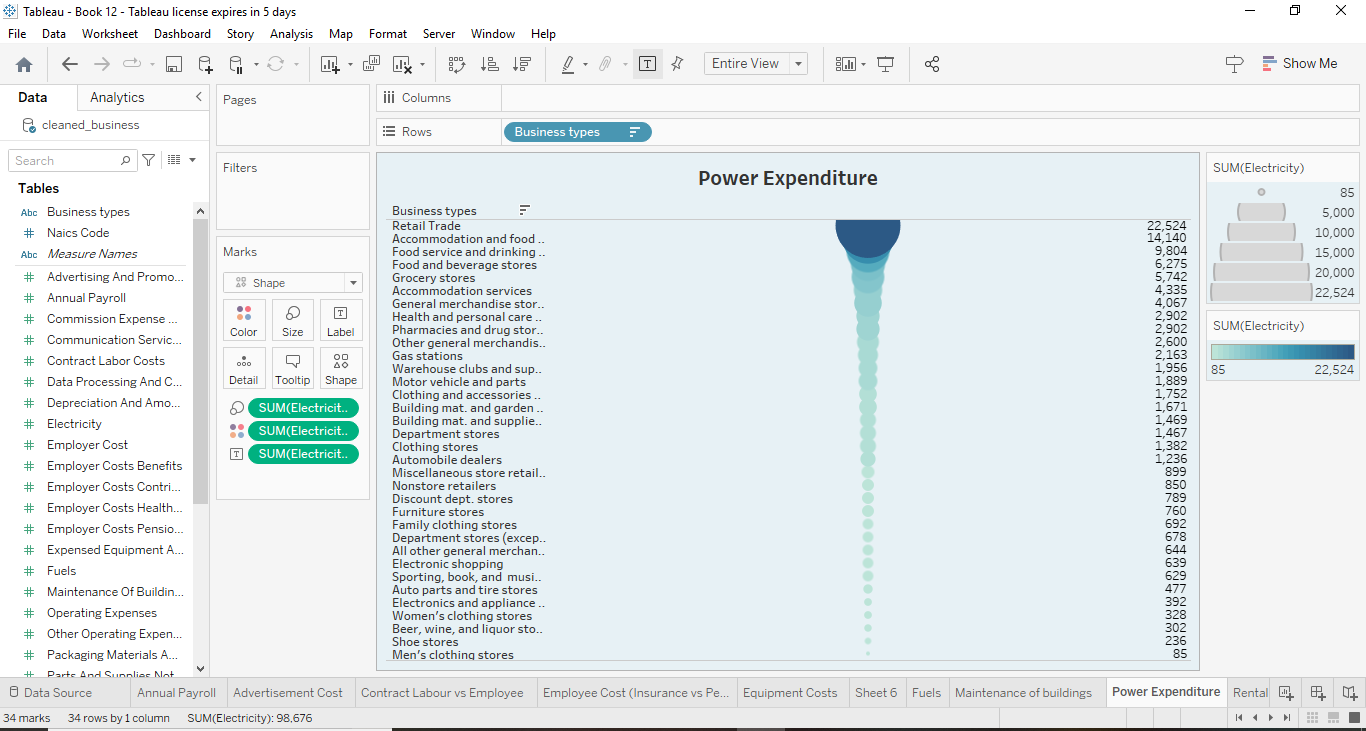 Tableau - Book 12 - Tableau license expires in 5 days
File Data Worksheet Dashboard Story Analysis Map Format Server Window Help
Entire View
Show Me
Data Analytics
cleaned_business
Search
Tables
Abc Business types
# Naics Code
Abc Measure Names
# Advertising And Promo...
# Annual Payroll
# Commission Expense ...
# Communication Servic...
# Contract Labor Costs
# Data Processing And C...
# Depreciation And Amo...
# Electricity
# Employer Cost
# Employer Costs Benefits
# Employer Costs Contri...
# Employer Costs Health...
# Employer Costs Pensio...
# Expensed Equipment A...
# Fuels
# Maintenance Of Buildin...
# Operating Expenses
# Other Operating Expen...
# Packaging Materials A...
# Parts And Supplies Not
Pages
Filters
Marks
Shape
Color Size Label
Detail Tooltip Shape
SUM(Electricit..
SUM(Electricit..
SUM(Electricit..
Columns
Rows Business types
Power Expenditure
Business types
Retail Trade 22,524
Accommodation and food .. 14,140
Food service and drinking .. 9,804
Food and beverage stores 6,275
Grocery stores 5,742
Accommodation services 4,335
General merchandise stor.. 4,067
Health and personal care .. 2,902
Pharmacies and drug stor.. 2,902
Other general merchandis.. 2,600
Gas stations 2,163
Warehouse clubs and sup.. 1,956
Motor vehicle and parts 1,889
Clothing and accessories .. 1,752
Building mat. and garden .. 1,671
Building mat. and supplie.. 1,469
Department stores 1,467
Clothing stores 1,382
Automobile dealers 1,236
Miscellaneous store retail.. 899
Nonstore retailers 850
Discount dept. stores 789
Furniture stores 760
Family clothing stores 692
Department stores (excep.. 678
All other general merchan.. 644
Electronic shopping 639
Sporting, book, and musi.. 629
Auto parts and tire stores 477
Electronics and appliance .. 392
Women's clothing stores 328
Beer, wine, and liquor sto.. 302
Shoe stores 236
Men's clothing stores 85
SUM(Electricity)
85
5,000
10,000
15,000
20,000
22,524
SUM(Electricity)
85 22,524
Data Source Annual Payroll Advertisement Cost Contract Labour vs Employee Employee Cost (Insurance vs Pe... Equipment Costs Sheet 6 Fuels Maintenance of buildings Power Expenditure Rental
34 marks 34 rows by 1 column SUM(Electricity): 98,676